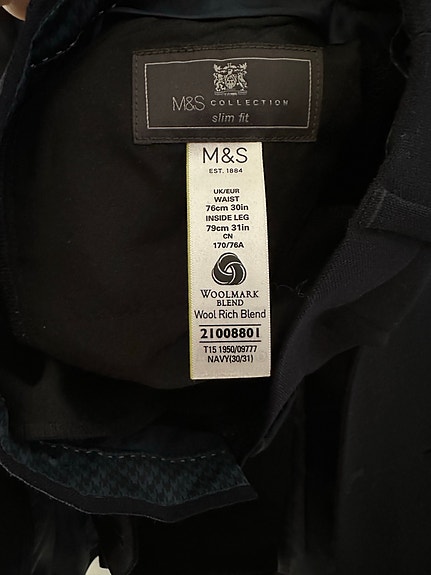 M&S COLLECTION
slim fit
M&S
EST. 1884
UK/EUR
WAIST
76cm 30in
INSIDE LEG
79cm 31in
CN
170/76A
WOOLMARK
BLEND
Wool Rich Blend
21008801
T15 1950/09777
NAVY(30/31)